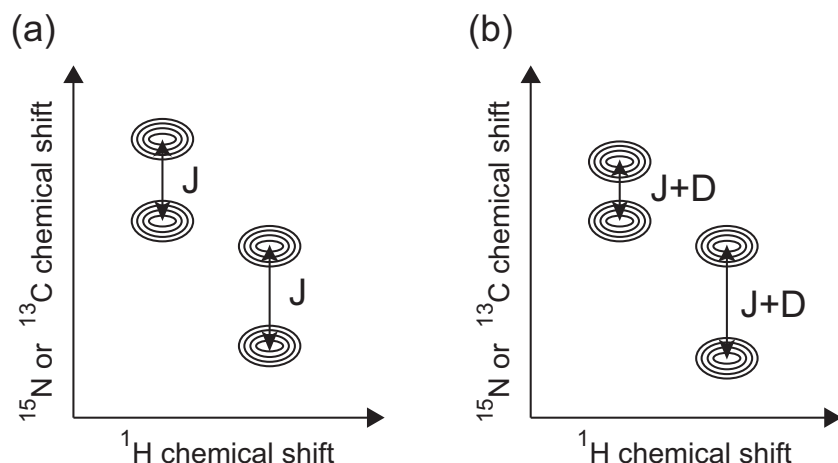 (a)
¹⁵N or ¹³C chemical shift
J
J
¹H chemical shift
(b)
¹⁵N or ¹³C chemical shift
J+D
J+D
¹H chemical shift